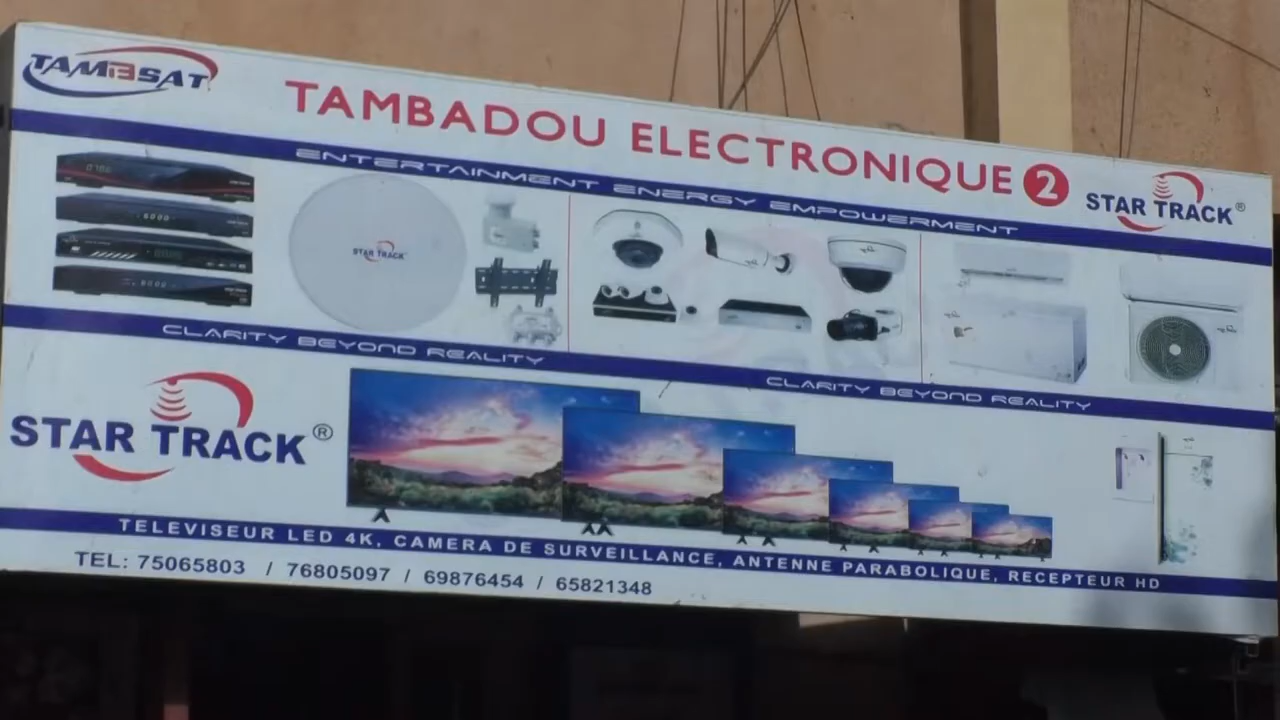 TAMBSAT
TAMBADOU ELECTRONIQUE 2
STAR TRACK®
ENTERTAINMENT ENERGY EMPOWERMENT
STAR TRACK
CLARITY BEYOND REALITY
CLARITY BEYOND REALITY
STAR TRACK®
TELEVISEUR LED 4K, CAMERA DE SURVEILLANCE, ANTENNE PARABOLIQUE, RECEPTEUR HD
TEL: 75065803 / 76805097 / 69876454 / 65821348